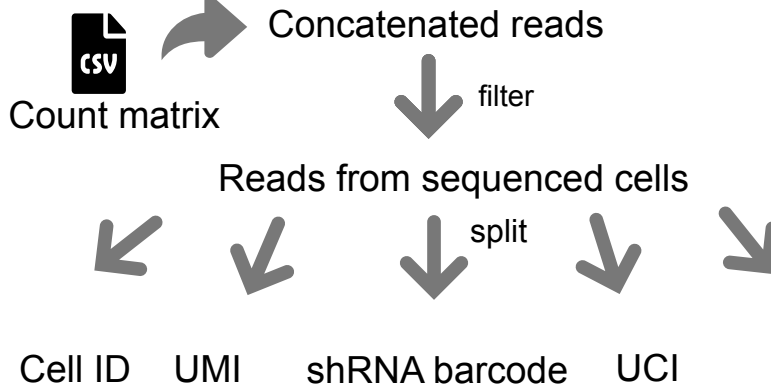 Concatenated reads
CSV
Count matrix
filter
Reads from sequenced cells
split
Cell ID UMI shRNA barcode UCI